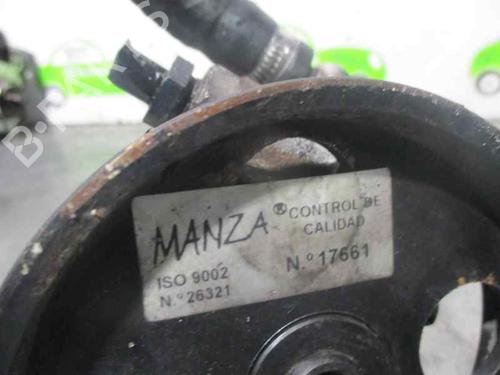 MANZA® CONTROL DE
CALIDAD
ISO 9002
N.º 26321
N.º 17661